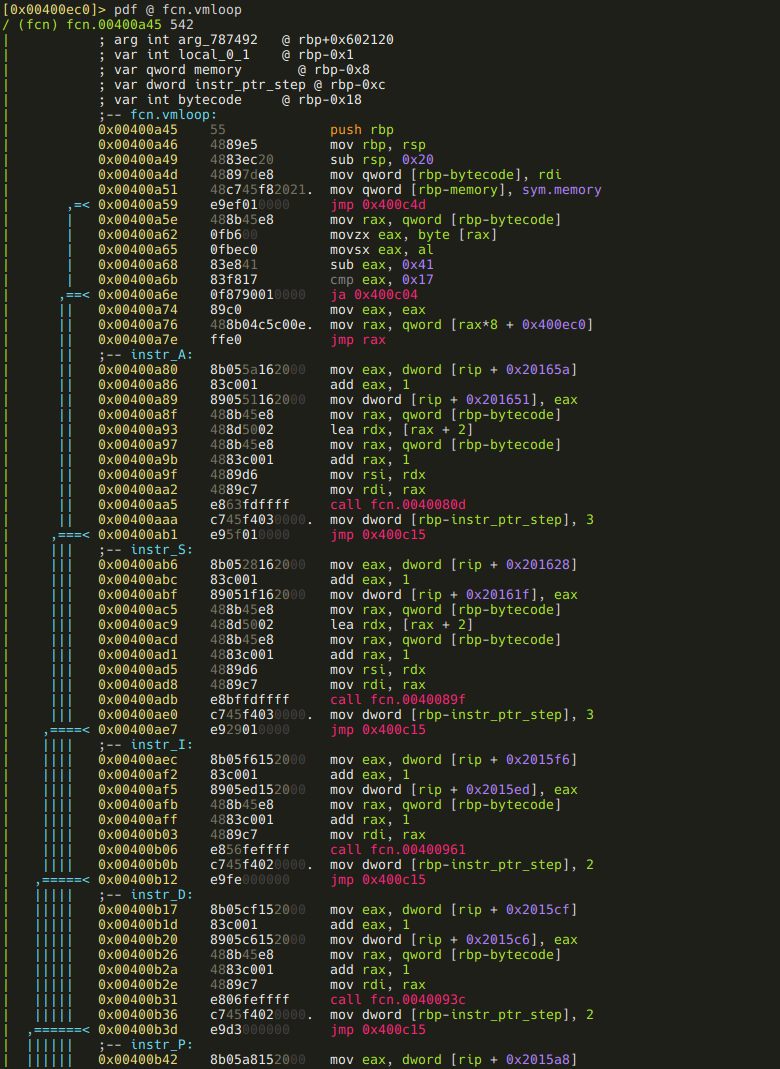 [0x00400ec0]> pdf @ fcn.vmloop
/ (fcn) fcn.00400a45 542
| ; arg int arg_787492 @ rbp+0x602120
| ; var int local_0_1 @ rbp-0x1
| ; var qword memory @ rbp-0x8
| ; var dword instr_ptr_step @ rbp-0xc
| ; var int bytecode @ rbp-0x18
| ;-- fcn.vmloop:
| 0x00400a45 55 push rbp
| 0x00400a46 4889e5 mov rbp, rsp
| 0x00400a49 4883ec20 sub rsp, 0x20
| 0x00400a4d 48897de8 mov qword [rbp-bytecode], rdi
| 0x00400a51 48c745f82021. mov qword [rbp-memory], sym.memory
| ,=< 0x00400a59 e9ef010000 jmp 0x400c4d
| | 0x00400a5e 488b45e8 mov rax, qword [rbp-bytecode]
| | 0x00400a62 0fb600 movzx eax, byte [rax]
| | 0x00400a65 0fbec0 movsx eax, al
| | 0x00400a68 83e841 sub eax, 0x41
| | 0x00400a6b 83f817 cmp eax, 0x17
| ,==< 0x00400a6e 0f8790010000 ja 0x400c04
| || 0x00400a74 89c0 mov eax, eax
| || 0x00400a76 488b04c5c00e. mov rax, qword [rax*8 + 0x400ec0]
| || 0x00400a7e ffe0 jmp rax
| || ;-- instr_A:
| || 0x00400a80 8b055a162000 mov eax, dword [rip + 0x20165a]
| || 0x00400a86 83c001 add eax, 1
| || 0x00400a89 890551162000 mov dword [rip + 0x201651], eax
| || 0x00400a8f 488b45e8 mov rax, qword [rbp-bytecode]
| || 0x00400a93 488d5002 lea rdx, [rax + 2]
| || 0x00400a97 488b45e8 mov rax, qword [rbp-bytecode]
| || 0x00400a9b 4883c001 add rax, 1
| || 0x00400a9f 4889d6 mov rsi, rdx
| || 0x00400aa2 4889c7 mov rdi, rax
| || 0x00400aa5 e863fdffff call fcn.0040080d
| || 0x00400aaa c745f4030000. mov dword [rbp-instr_ptr_step], 3
| ,===< 0x00400ab1 e95f010000 jmp 0x400c15
| ||| ;-- instr_S:
| ||| 0x00400ab6 8b0528162000 mov eax, dword [rip + 0x201628]
| ||| 0x00400abc 83c001 add eax, 1
| ||| 0x00400abf 89051f162000 mov dword [rip + 0x20161f], eax
| ||| 0x00400ac5 488b45e8 mov rax, qword [rbp-bytecode]
| ||| 0x00400ac9 488d5002 lea rdx, [rax + 2]
| ||| 0x00400acd 488b45e8 mov rax, qword [rbp-bytecode]
| ||| 0x00400ad1 4883c001 add rax, 1
| ||| 0x00400ad5 4889d6 mov rsi, rdx
| ||| 0x00400ad8 4889c7 mov rdi, rax
| ||| 0x00400adb e8bffdffff call fcn.0040089f
| ||| 0x00400ae0 c745f4030000. mov dword [rbp-instr_ptr_step], 3
| ,====< 0x00400ae7 e929010000 jmp 0x400c15
| |||| ;-- instr_I:
| |||| 0x00400aec 8b05f6152000 mov eax, dword [rip + 0x2015f6]
| |||| 0x00400af2 83c001 add eax, 1
| |||| 0x00400af5 8905ed152000 mov dword [rip + 0x2015ed], eax
| |||| 0x00400afb 488b45e8 mov rax, qword [rbp-bytecode]
| |||| 0x00400aff 4883c001 add rax, 1
| |||| 0x00400b03 4889c7 mov rdi, rax
| |||| 0x00400b06 e856feffff call fcn.00400961
| |||| 0x00400b0b c745f4020000. mov dword [rbp-instr_ptr_step], 2
| ,=====< 0x00400b12 e9fe000000 jmp 0x400c15
| ||||| ;-- instr_D:
| ||||| 0x00400b17 8b05cf152000 mov eax, dword [rip + 0x2015cf]
| ||||| 0x00400b1d 83c001 add eax, 1
| ||||| 0x00400b20 8905c6152000 mov dword [rip + 0x2015c6], eax
| ||||| 0x00400b26 488b45e8 mov rax, qword [rbp-bytecode]
| ||||| 0x00400b2a 4883c001 add rax, 1
| ||||| 0x00400b2e 4889c7 mov rdi, rax
| ||||| 0x00400b31 e806feffff call fcn.0040093c
| ||||| 0x00400b36 c745f4020000. mov dword [rbp-instr_ptr_step], 2
| ,======< 0x00400b3d e9d3000000 jmp 0x400c15
| |||||| ;-- instr_P:
| |||||| 0x00400b42 8b05a8152000 mov eax, dword [rip + 0x2015a8]